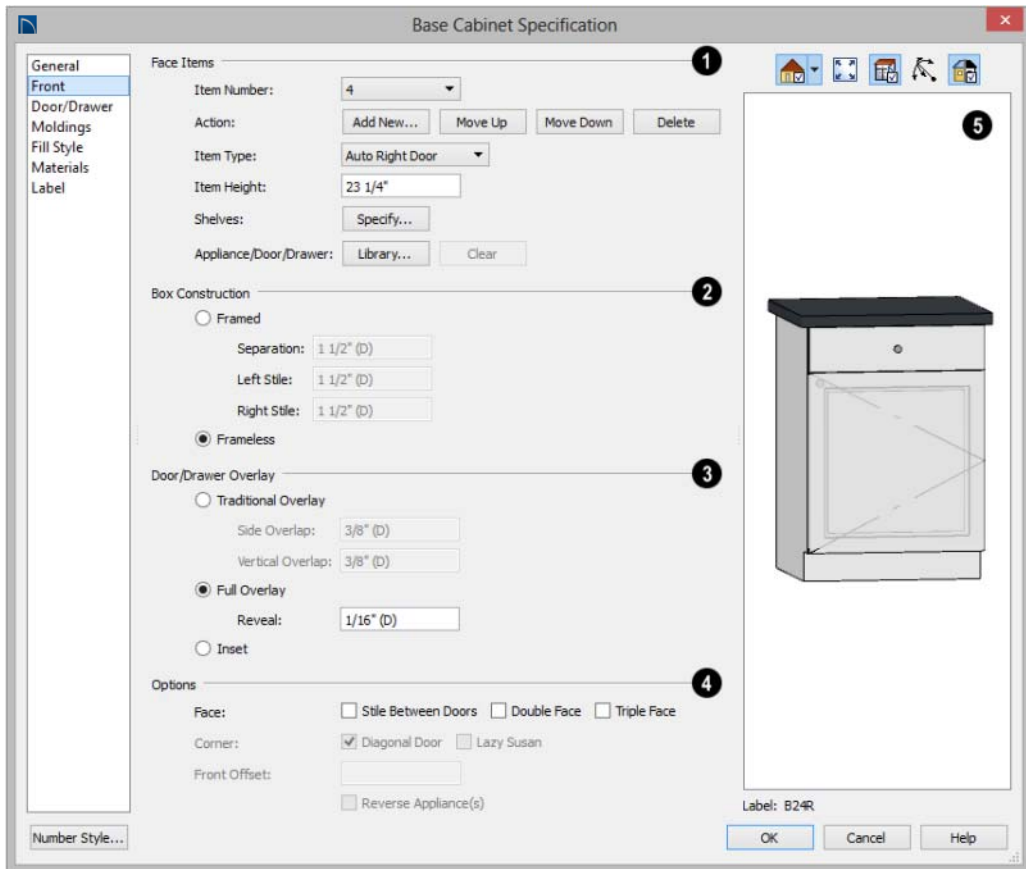 Base Cabinet Specification
General
Front
Door/Drawer
Moldings
Fill Style
Materials
Label
Number Style...
Face Items 1
Item Number: 4
Action: Add New... Move Up Move Down Delete
Item Type: Auto Right Door
Item Height: 23 1/4"
Shelves: Specify...
Appliance/Door/Drawer: Library... Clear
Box Construction 2
Framed
Separation: 1 1/2" (D)
Left Stile: 1 1/2" (D)
Right Stile: 1 1/2" (D)
Frameless
Door/Drawer Overlay 3
Traditional Overlay
Side Overlap: 3/8" (D)
Vertical Overlap: 3/8" (D)
Full Overlay
Reveal: 1/16" (D)
Inset
Options 4
Face: Stile Between Doors Double Face Triple Face
Corner: Diagonal Door Lazy Susan
Front Offset:
Reverse Appliance(s)
5
Label: B24R
OK Cancel Help